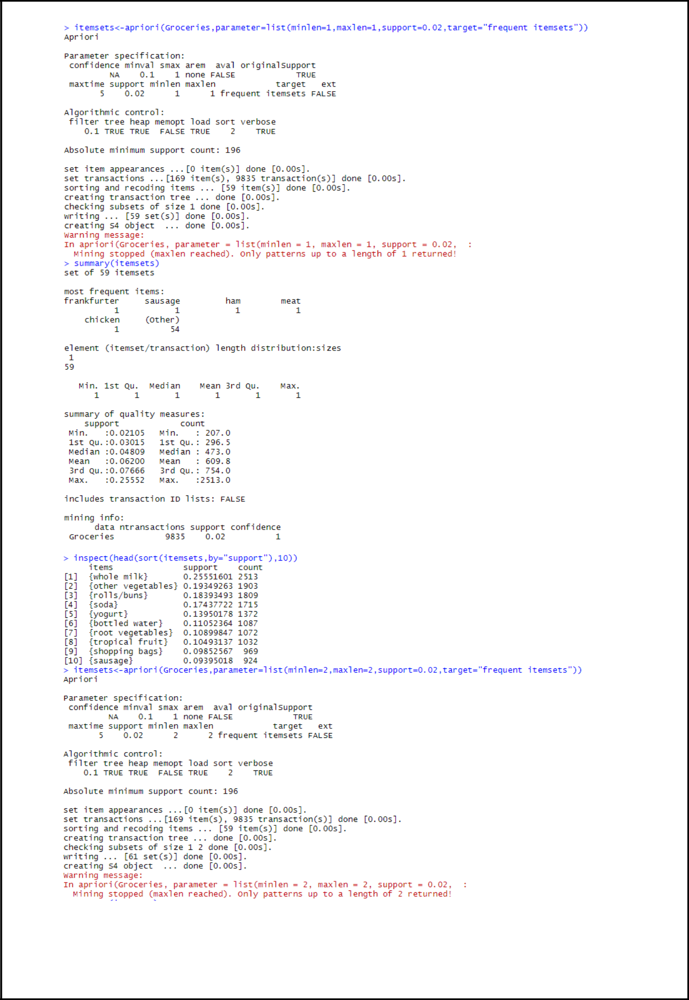 > itemsets<-apriori(Groceries,parameter=list(minlen=1,maxlen=1,support=0.02,target="frequent itemsets"))
Apriori
Parameter specification:
confidence minval smax arem aval originalSupport
NA 0.1 1 none FALSE TRUE
maxtime support minlen maxlen target ext
5 0.02 1 1 frequent itemsets FALSE
Algorithmic control:
filter tree heap memopt load sort verbose
0.1 TRUE TRUE FALSE TRUE 2 TRUE
Absolute minimum support count: 196
set item appearances ...[0 item(s)] done [0.00s].
set transactions ...[169 item(s), 9835 transaction(s)] done [0.00s].
sorting and recoding items ... [59 item(s)] done [0.00s].
creating transaction tree ... done [0.00s].
checking subsets of size 1 done [0.00s].
writing ... [59 set(s)] done [0.00s].
creating S4 object ... done [0.00s].
Warning message:
In apriori(Groceries, parameter = list(minlen = 1, maxlen = 1, support = 0.02, :
Mining stopped (maxlen reached). Only patterns up to a length of 1 returned!
> summary(itemsets)
set of 59 itemsets
most frequent items:
frankfurter sausage ham meat
1 1 1 1
chicken (Other)
1 54
element (itemset/transaction) length distribution:sizes
1
59
Min. 1st Qu. Median Mean 3rd Qu. Max.
1 1 1 1 1 1
summary of quality measures:
support count
Min. :0.02105 Min. : 207.0
1st Qu.:0.03015 1st Qu.: 296.5
Median :0.04809 Median : 473.0
Mean :0.06200 Mean : 609.8
3rd Qu.:0.07666 3rd Qu.: 754.0
Max. :0.25552 Max. :2513.0
includes transaction ID lists: FALSE
mining info:
data ntransactions support confidence
Groceries 9835 0.02 1
> inspect(head(sort(itemsets,by="support"),10))
items support count
[1] {whole milk} 0.25551601 2513
[2] {other vegetables} 0.19349263 1903
[3] {rolls/buns} 0.18393493 1809
[4] {soda} 0.17437722 1715
[5] {yogurt} 0.13950178 1372
[6] {bottled water} 0.11052364 1087
[7] {root vegetables} 0.10899847 1072
[8] {tropical fruit} 0.10493137 1032
[9] {shopping bags} 0.09852567 969
[10] {sausage} 0.09395018 924
> itemsets<-apriori(Groceries,parameter=list(minlen=2,maxlen=2,support=0.02,target="frequent itemsets"))
Apriori
Parameter specification:
confidence minval smax arem aval originalSupport
NA 0.1 1 none FALSE TRUE
maxtime support minlen maxlen target ext
5 0.02 2 2 frequent itemsets FALSE
Algorithmic control:
filter tree heap memopt load sort verbose
0.1 TRUE TRUE FALSE TRUE 2 TRUE
Absolute minimum support count: 196
set item appearances ...[0 item(s)] done [0.00s].
set transactions ...[169 item(s), 9835 transaction(s)] done [0.00s].
sorting and recoding items ... [59 item(s)] done [0.00s].
creating transaction tree ... done [0.00s].
checking subsets of size 1 2 done [0.00s].
writing ... [61 set(s)] done [0.00s].
creating S4 object ... done [0.00s].
Warning message:
In apriori(Groceries, parameter = list(minlen = 2, maxlen = 2, support = 0.02, :
Mining stopped (maxlen reached). Only patterns up to a length of 2 returned!